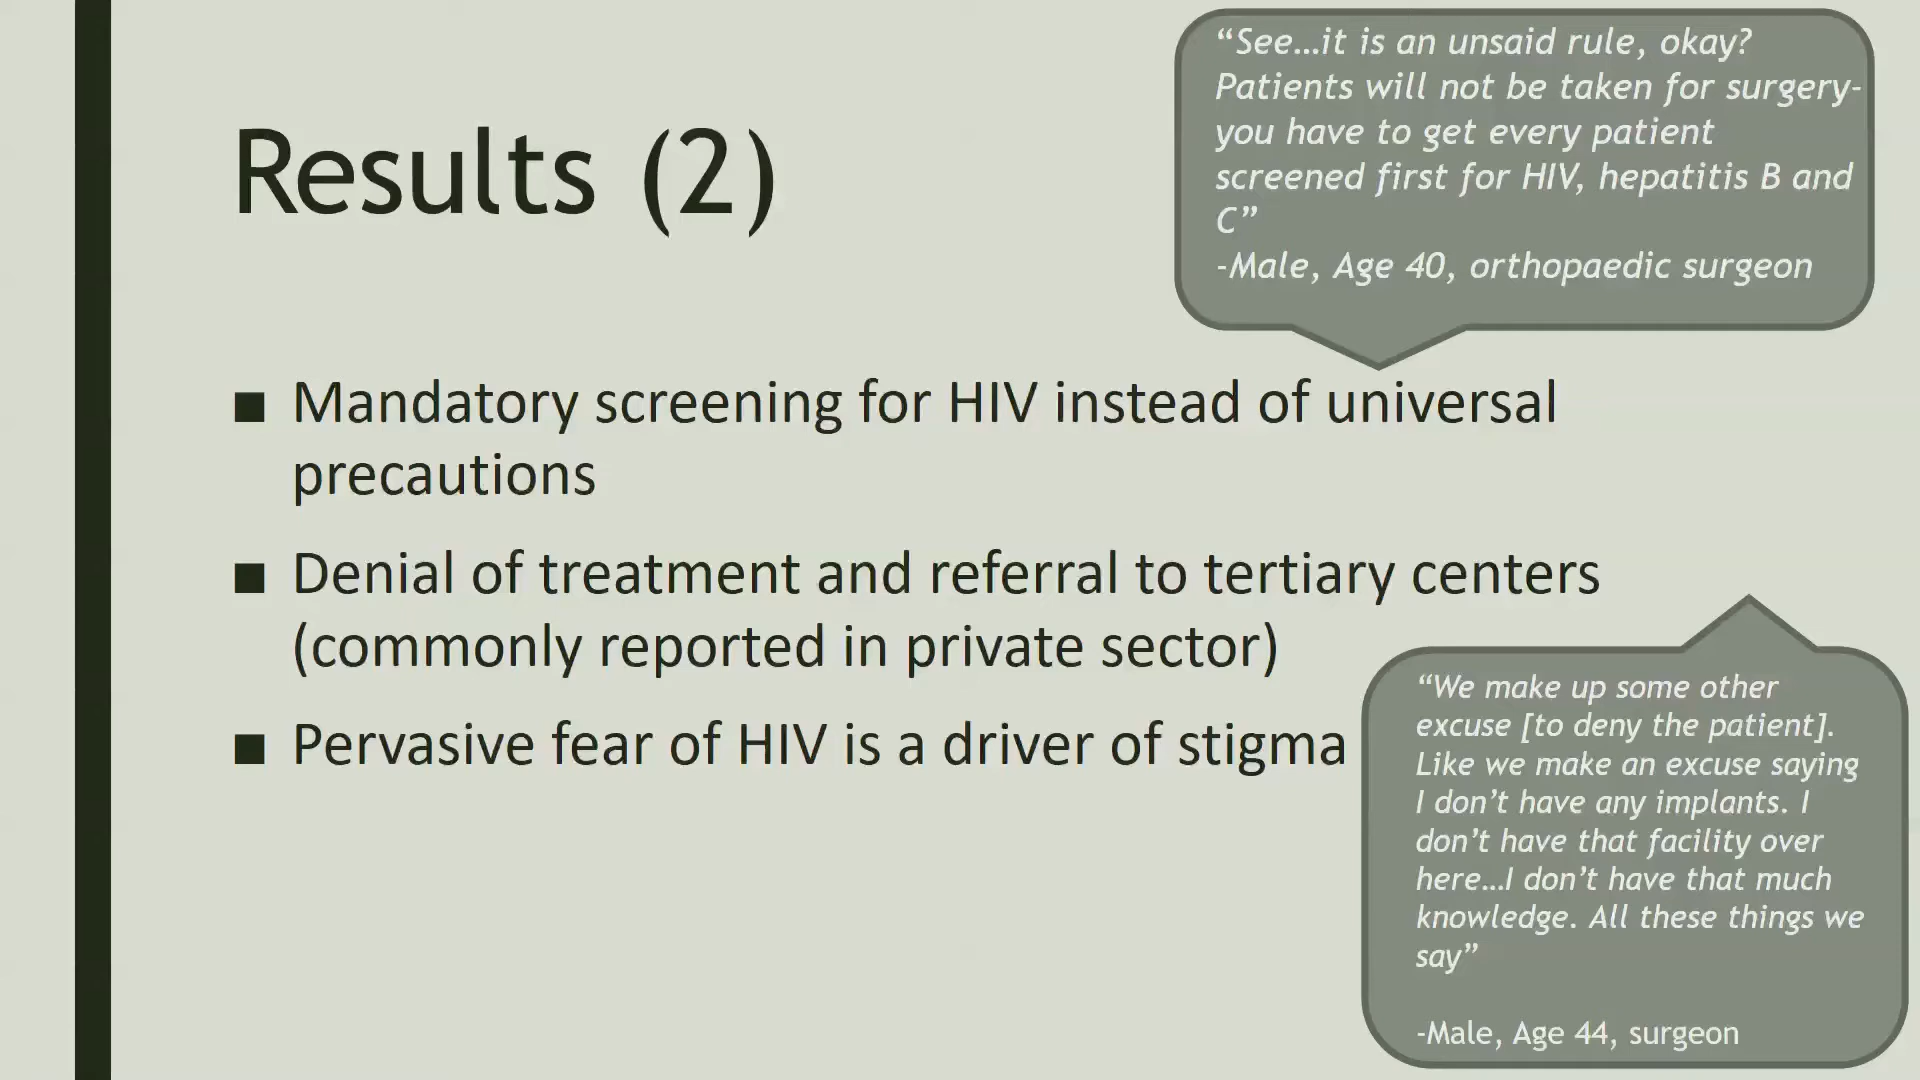 Results (2)
“See…it is an unsaid rule, okay?
Patients will not be taken for surgery-
you have to get every patient
screened first for HIV, hepatitis B and
C”
-Male, Age 40, orthopaedic surgeon
■ Mandatory screening for HIV instead of universal
precautions
■ Denial of treatment and referral to tertiary centers
(commonly reported in private sector)
■ Pervasive fear of HIV is a driver of stigma
“We make up some other
excuse [to deny the patient].
Like we make an excuse saying
I don’t have any implants. I
don’t have that facility over
here…I don’t have that much
knowledge. All these things we
say”
-Male, Age 44, surgeon